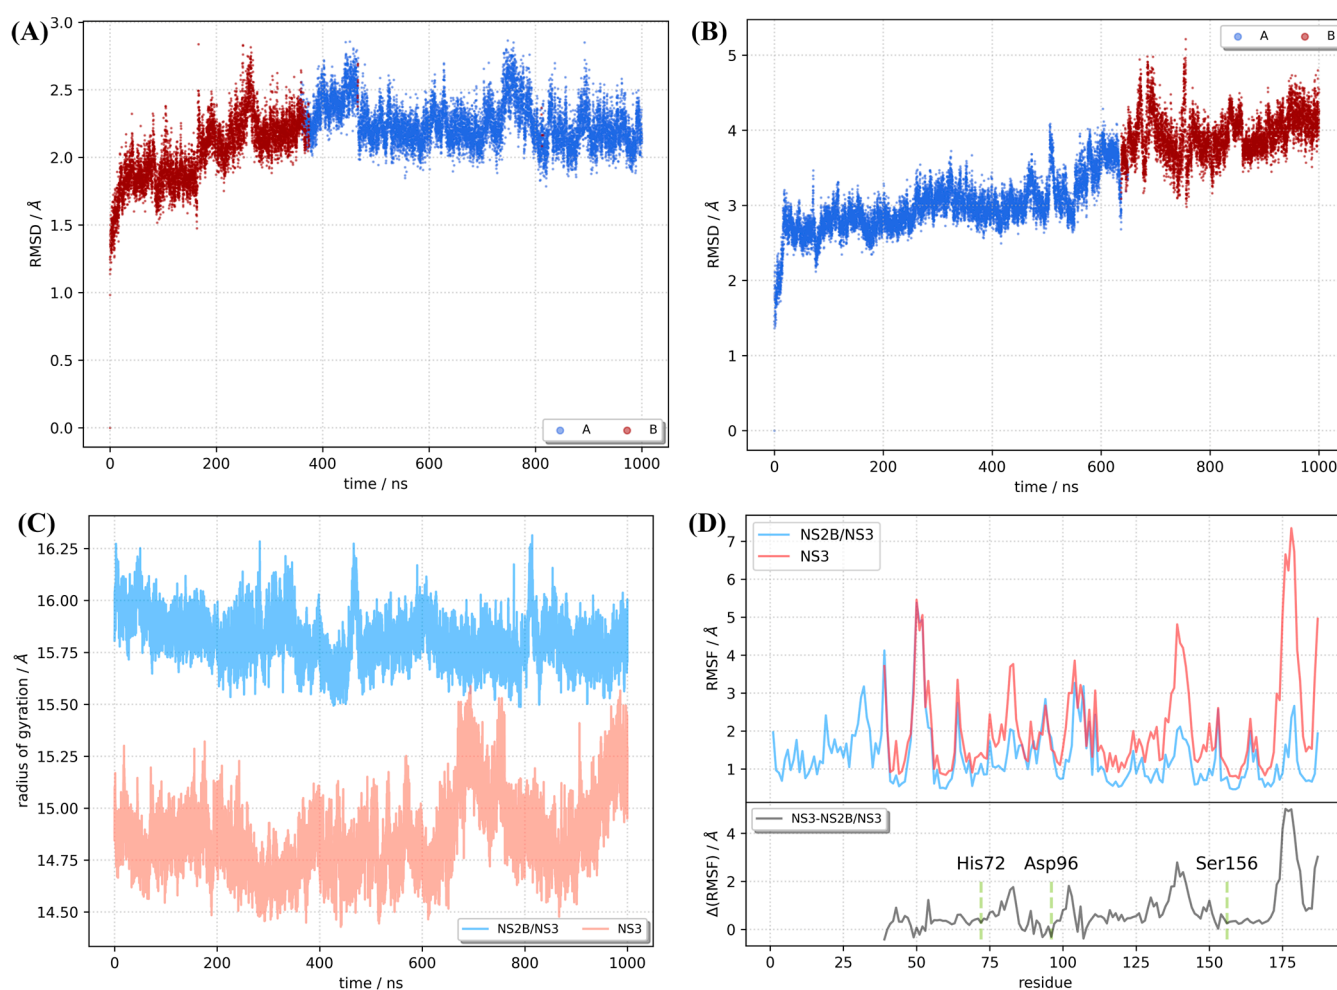 (A)
3.0
2.5
2.0
1.5
1.0
0.5
0.0
RMSD / Å
0 200 400 600 800 1000
time / ns
A B
(B)
5
4
3
2
1
0
RMSD / Å
0 200 400 600 800 1000
time / ns
A B
(C)
16.25
16.00
15.75
15.50
15.25
15.00
14.75
14.50
radius of gyration / Å
0 200 400 600 800 1000
time / ns
NS2B/NS3 NS3
(D)
NS2B/NS3
NS3
7
6
5
4
3
2
1
RMSF / Å
NS3-NS2B/NS3
His72 Asp96 Ser156
4
2
0
Δ(RMSF) / Å
0 25 50 75 100 125 150 175
residue